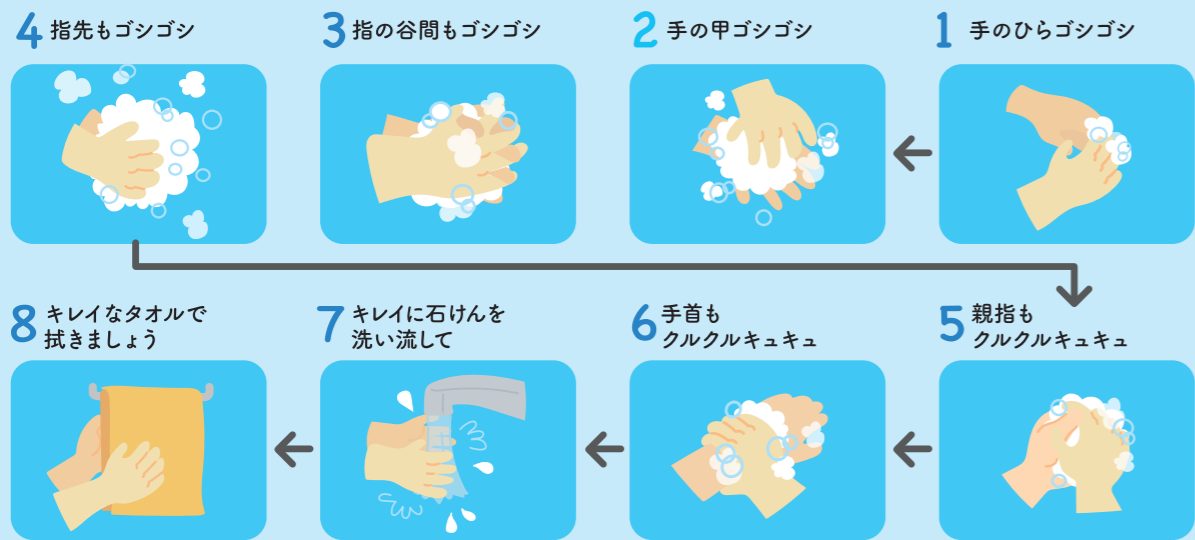 1 手のひらゴシゴシ
2 手の甲ゴシゴシ
3 指の谷間もゴシゴシ
4 指先もゴシゴシ
5 親指も
クルクルキュキュ
6 手首も
クルクルキュキュ
7 キレイに石けんを
洗い流して
8 キレイなタオルで
拭きましょう